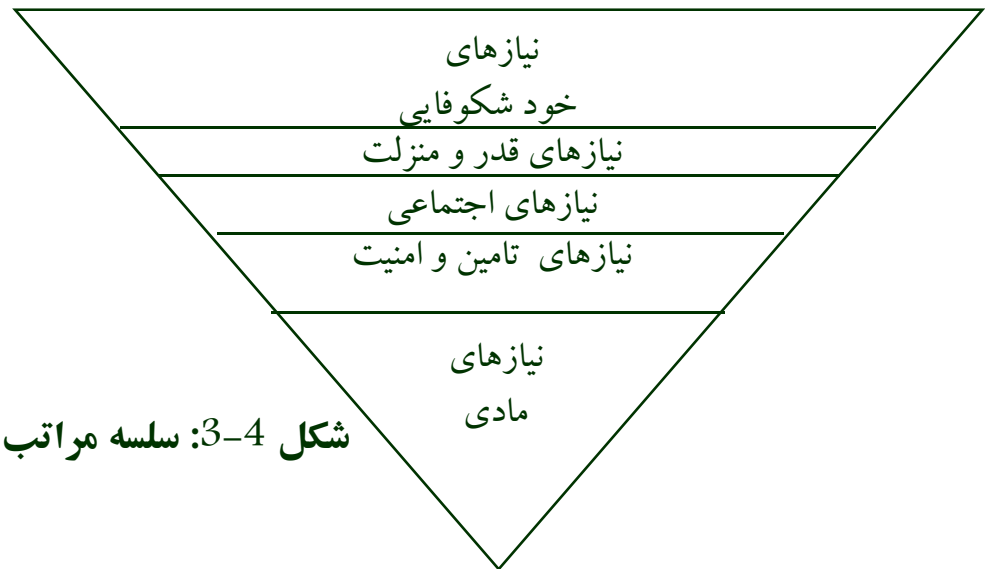 نیازهای
خود شکوفایی
نیازهای قدر و منزلت
نیازهای اجتماعی
نیازهای تامین و امنیت
نیازهای
مادی
شکل 4-3: سلسه مراتب